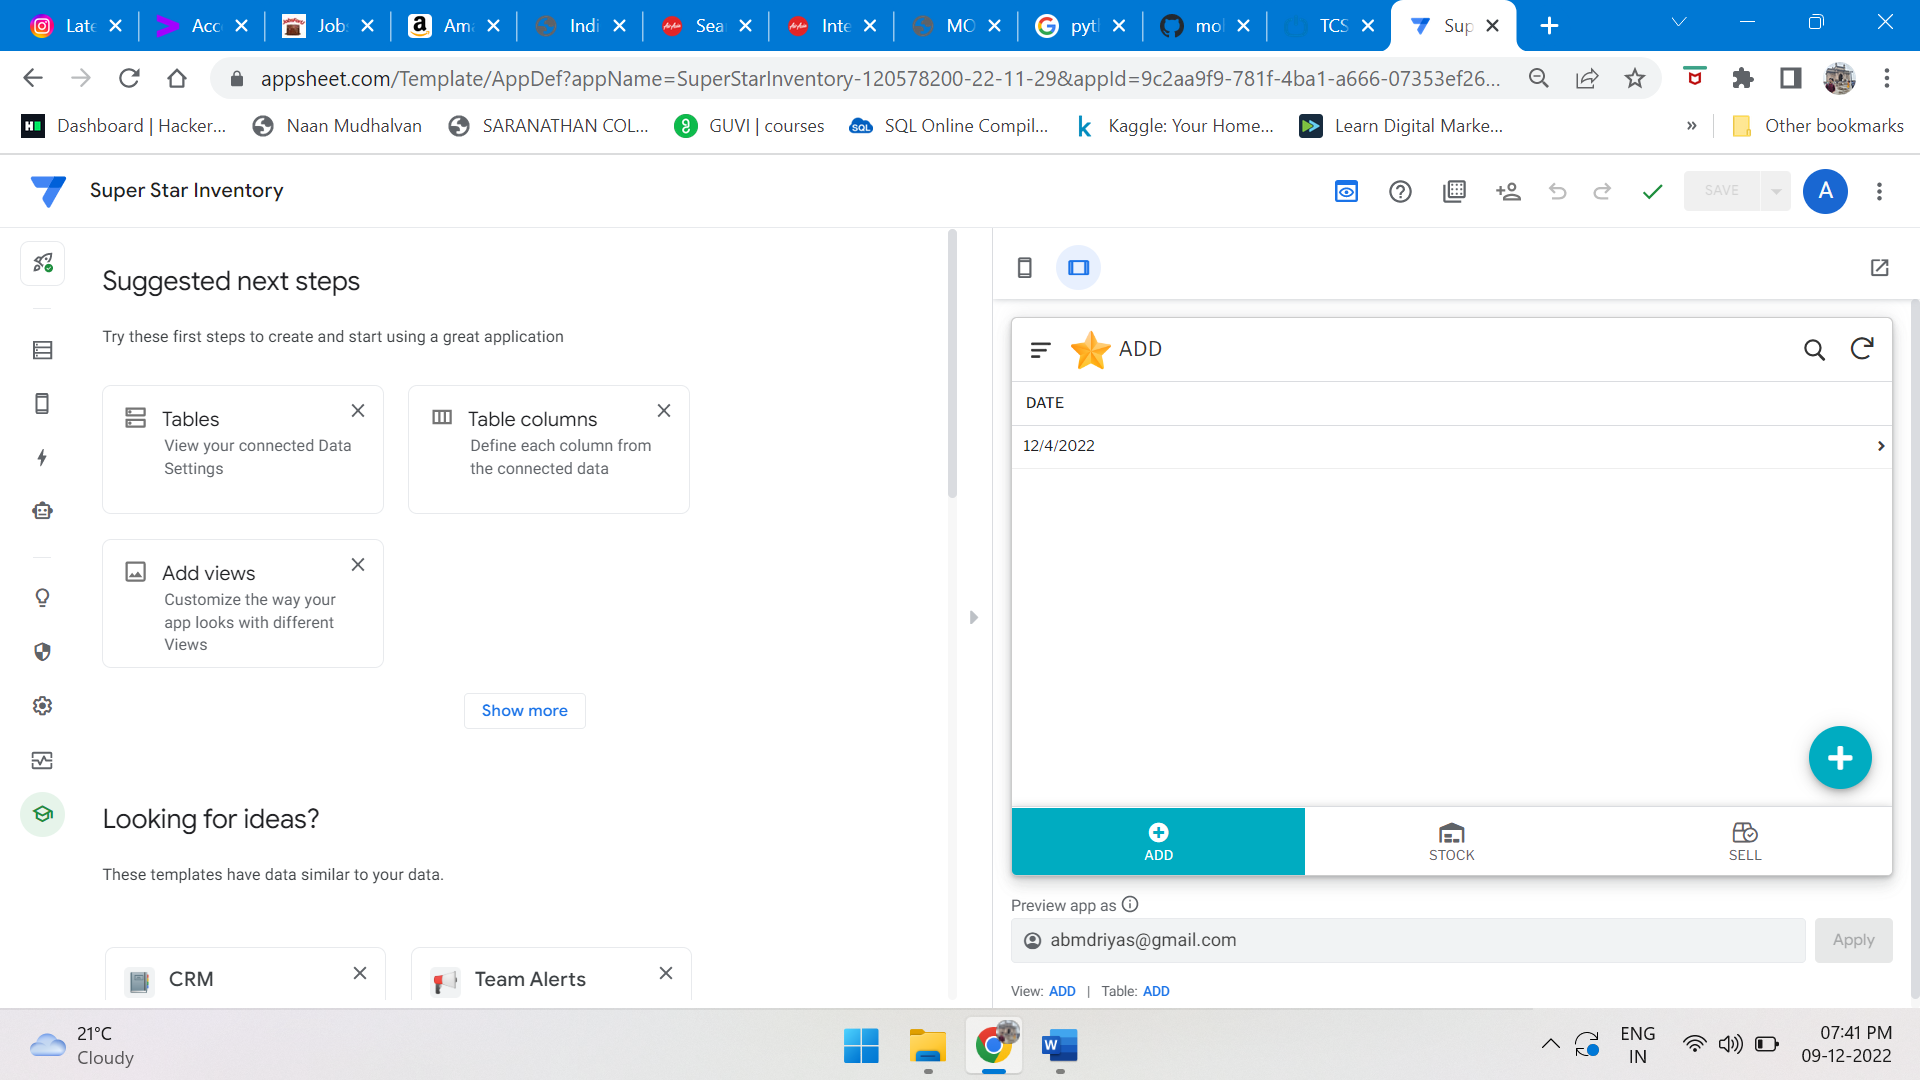 Late
Acc
Job
Ama
Indi
Sea
Inte
MO
pyt
mol
TCS
Sup
appsheet.com/Template/AppDef?appName=SuperStarInventory-120578200-22-11-29&appId=9c2aa9f9-781f-4ba1-a666-07353ef26...
Dashboard | Hacker...
Naan Mudhalvan
SARANATHAN COL...
GUVI | courses
SQL Online Compil...
Kaggle: Your Home...
Learn Digital Marke...
»
Other bookmarks
Super Star Inventory
SAVE
A
Suggested next steps
Try these first steps to create and start using a great application
Tables
View your connected Data
Settings
Table columns
Define each column from
the connected data
Add views
Customize the way your
app looks with different
Views
Show more
Looking for ideas?
These templates have data similar to your data.
CRM
Team Alerts
ADD
DATE
12/4/2022
ADD
STOCK
SELL
Preview app as
abmdriyas@gmail.com
Apply
View: ADD | Table: ADD
21°C
Cloudy
ENG
IN
07:41 PM
09-12-2022